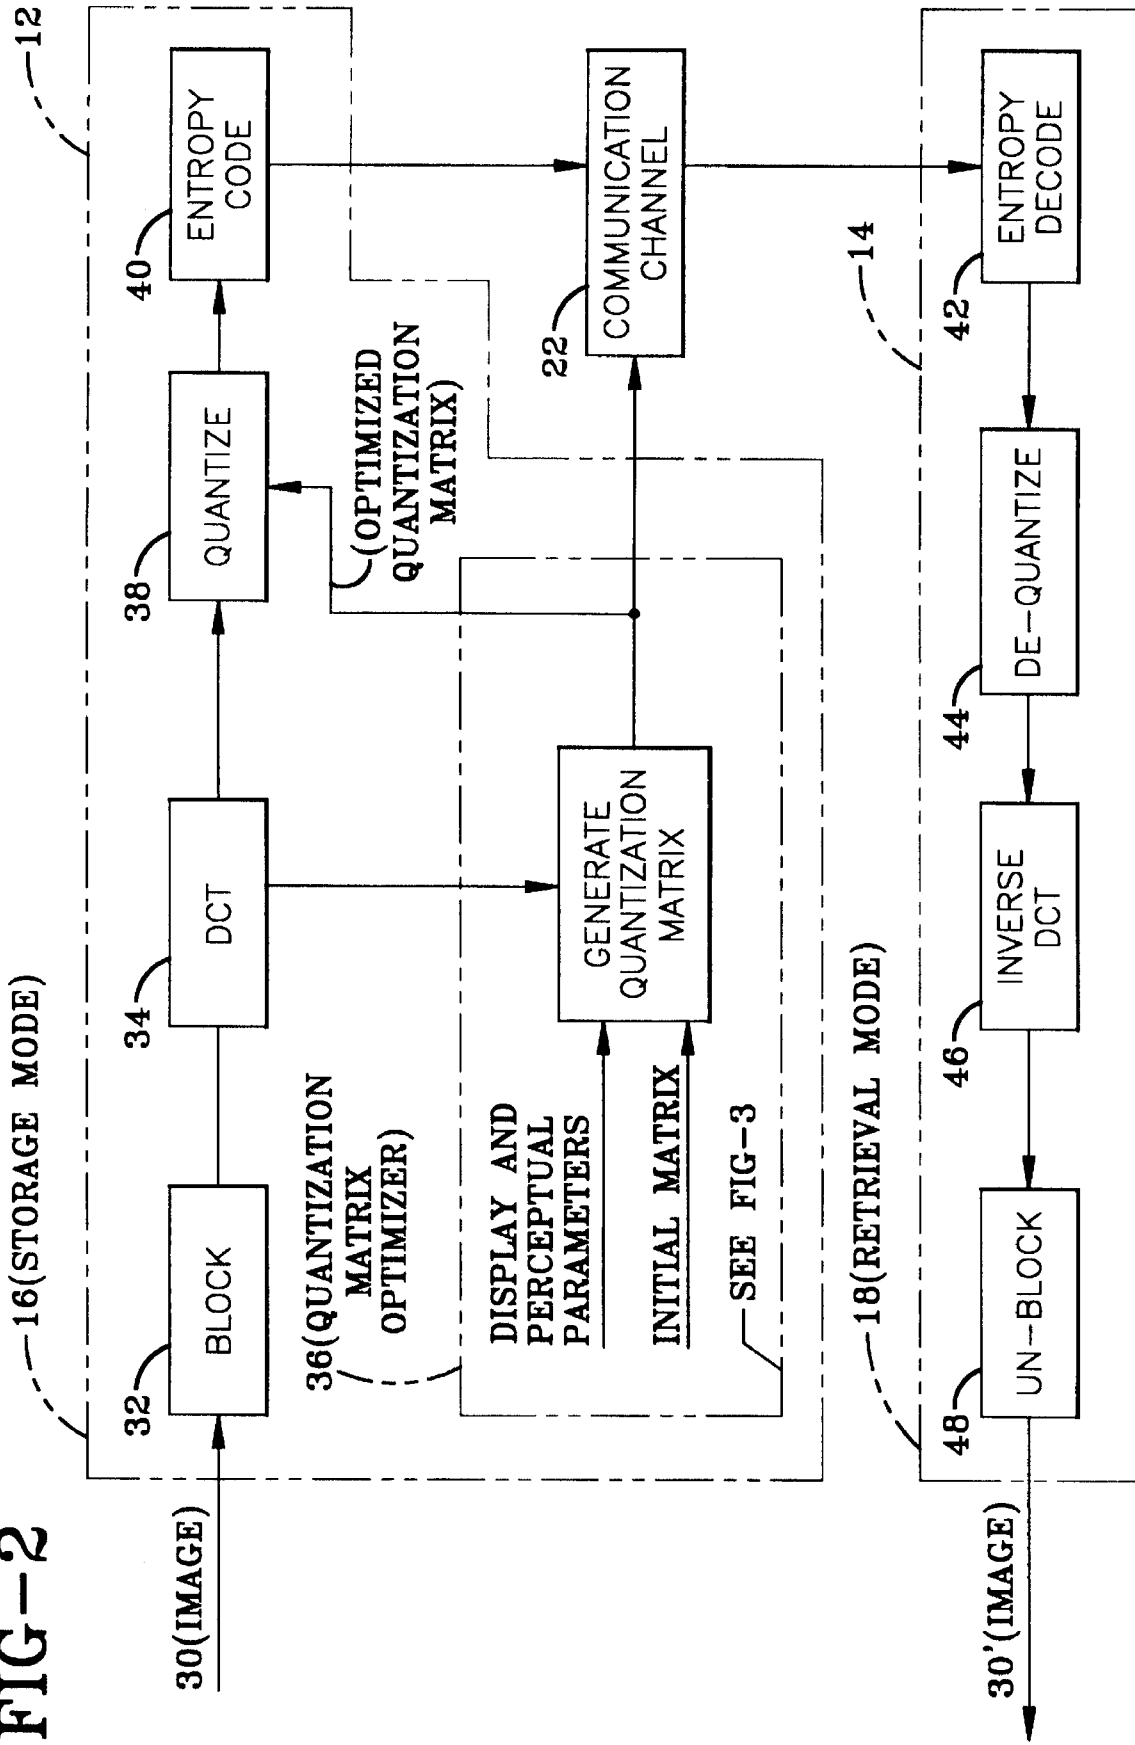 FIG-2
16(STORAGE MODE)
12
30(IMAGE)
32
BLOCK
34
DCT
38
QUANTIZE
40
ENTROPY
CODE
36(QUANTIZATION
MATRIX
OPTIMIZER)
(OPTIMIZED
QUANTIZATION
MATRIX)
DISPLAY AND
PERCEPTUAL
PARAMETERS
INITIAL MATRIX
GENERATE
QUANTIZATION
MATRIX
22
COMMUNICATION
CHANNEL
SEE FIG-3
18(RETRIEVAL MODE)
14
30'(IMAGE)
48
UN-BLOCK
46
INVERSE
DCT
44
DE-QUANTIZE
42
ENTROPY
DECODE